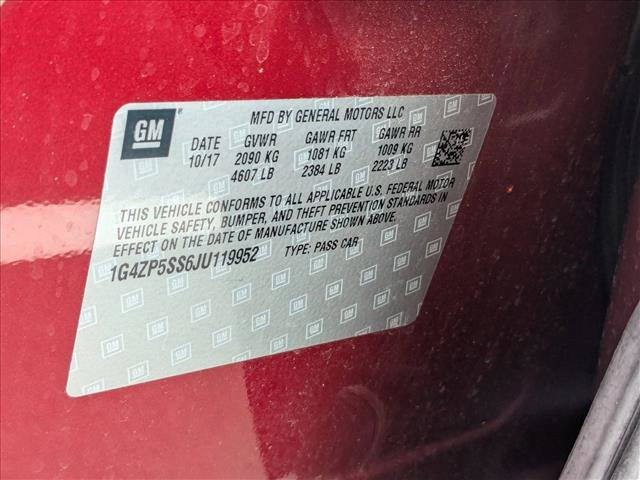 GM
MFD BY GENERAL MOTORS LLC
DATE GVWR GAWR FRT GAWR RR
10/17 2090 KG 1081 KG 1009 KG
4607 LB 2384 LB 2223 LB
THIS VEHICLE CONFORMS TO ALL APPLICABLE U.S. FEDERAL MOTOR
VEHICLE SAFETY, BUMPER, AND THEFT PREVENTION STANDARDS IN
EFFECT ON THE DATE OF MANUFACTURE SHOWN ABOVE.
1G4ZP5SS6JU119952 TYPE: PASS CAR